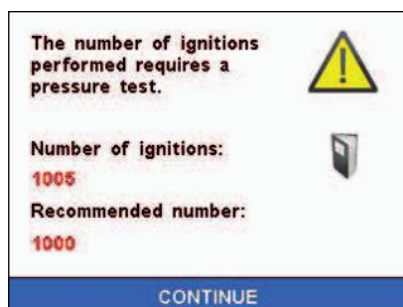 The number of ignitions
performed requires a
pressure test.
Number of ignitions:
1005
Recommended number:
1000
CONTINUE